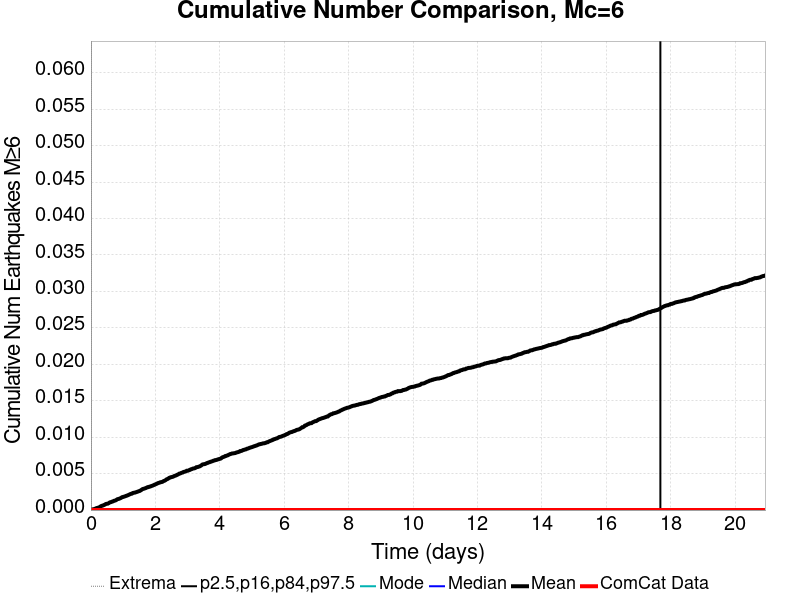 Cumulative Number Comparison, Mc=6
Cumulative Num Earthquakes M≥6
0.060
0.055
0.050
0.045
0.040
0.035
0.030
0.025
0.020
0.015
0.010
0.005
0.000
0 2 4 6 8 10 12 14 16 18 20
Time (days)
Extrema p2.5,p16,p84,p97.5 Mode Median Mean ComCat Data